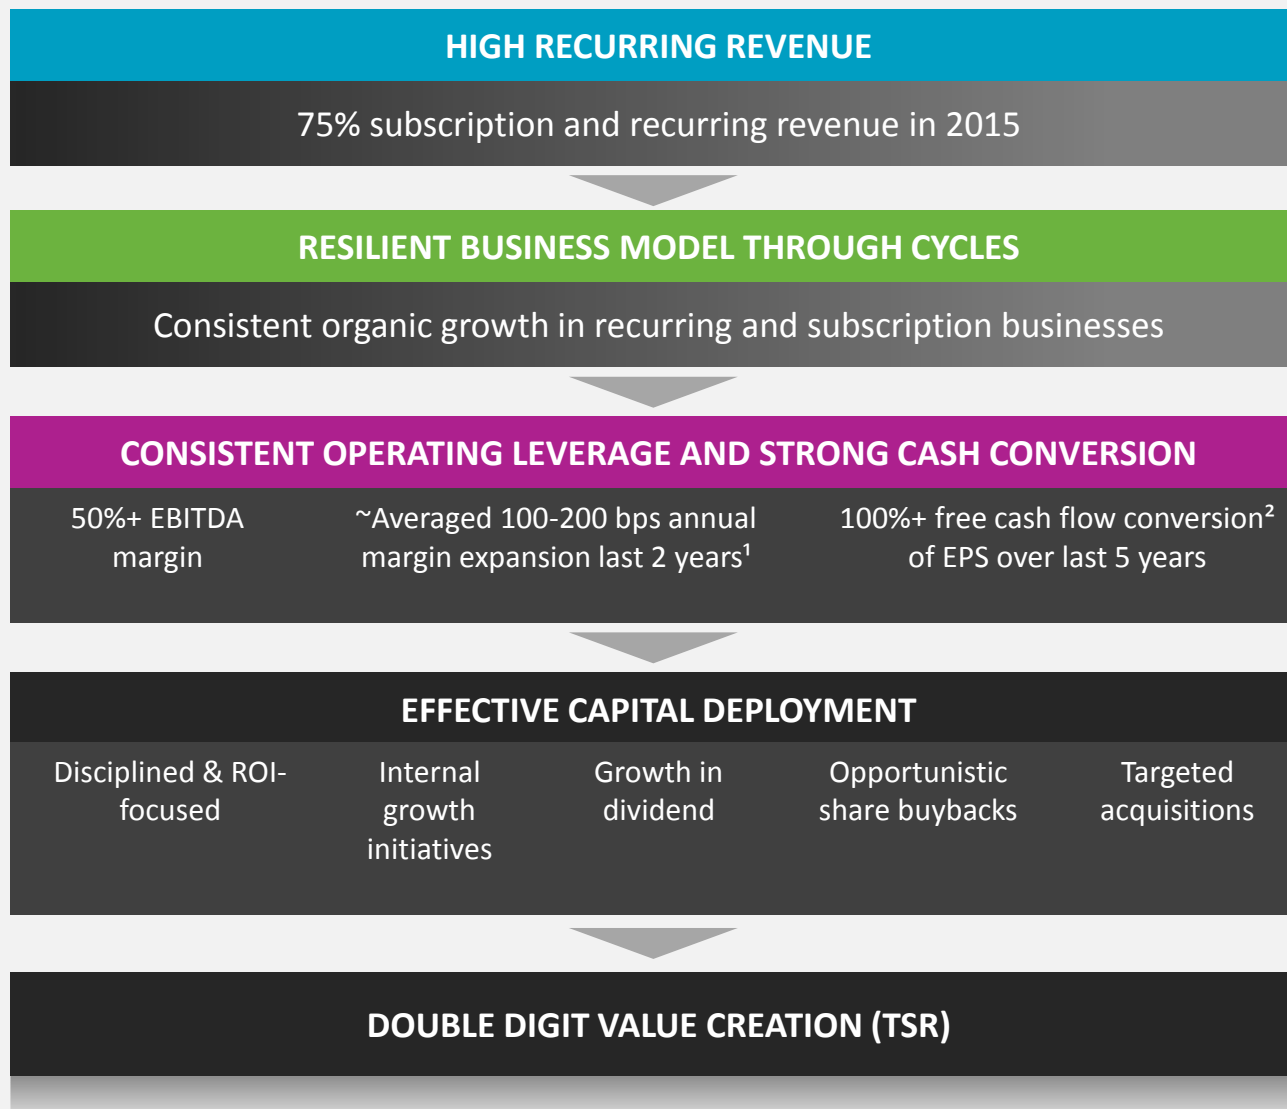 HIGH RECURRING REVENUE
75% subscription and recurring revenue in 2015
RESILIENT BUSINESS MODEL THROUGH CYCLES
Consistent organic growth in recurring and subscription businesses
CONSISTENT OPERATING LEVERAGE AND STRONG CASH CONVERSION
50%+ EBITDA
margin
~Averaged 100-200 bps annual
margin expansion last 2 years¹
100%+ free cash flow conversion²
of EPS over last 5 years
EFFECTIVE CAPITAL DEPLOYMENT
Disciplined & ROI-
focused
Internal
growth
initiatives
Growth in
dividend
Opportunistic
share buybacks
Targeted
acquisitions
DOUBLE DIGIT VALUE CREATION (TSR)